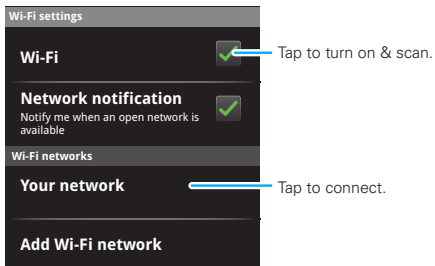 Wi-Fi settings
Wi-Fi
Tap to turn on & scan.
Network notification
Notify me when an open network is
available
Wi-Fi networks
Your network
Tap to connect.
Add Wi-Fi network